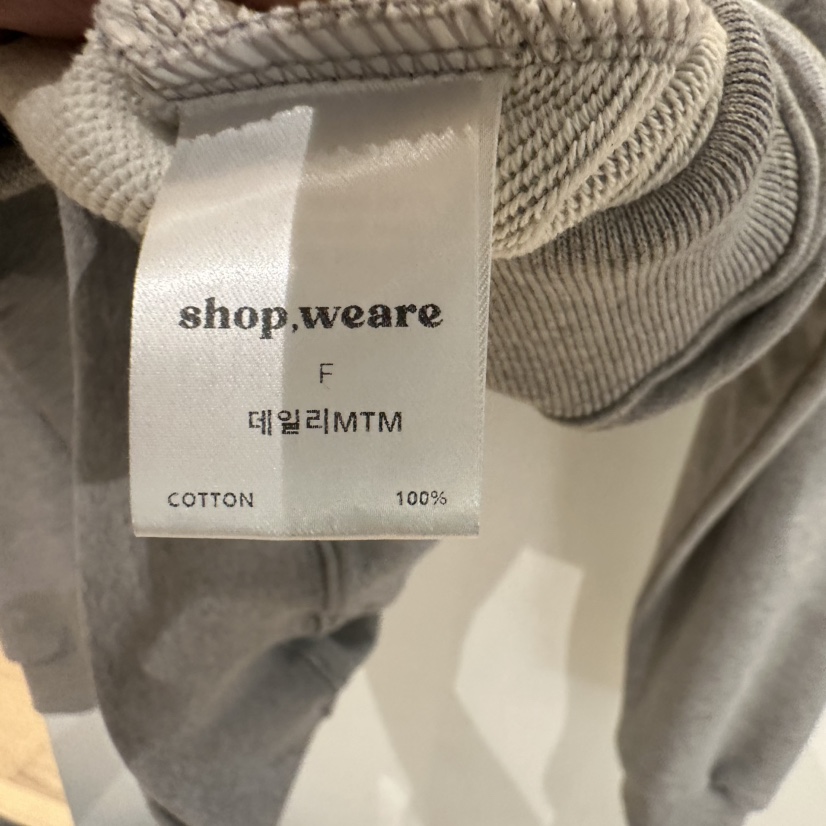 shop,weare
F
데일리MTM
COTTON 100%